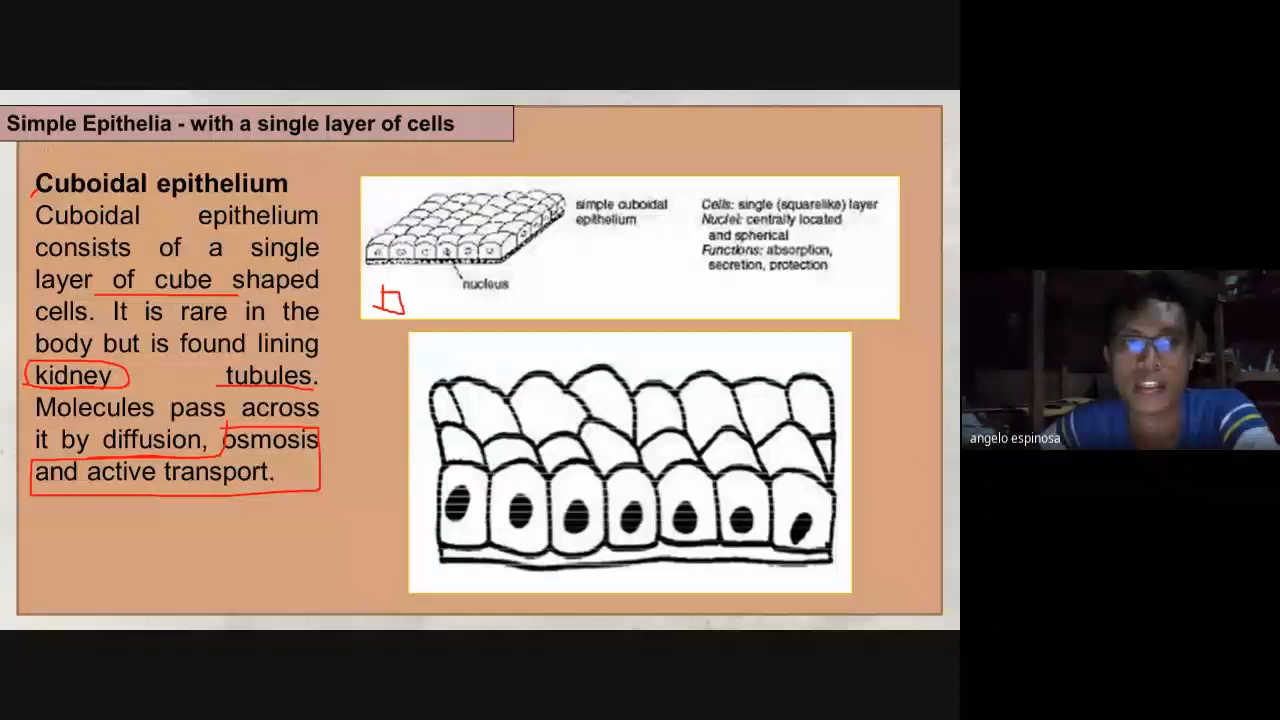 Simple Epithelia - with a single layer of cells
Cuboidal epithelium
Cuboidal epithelium
consists of a single
layer of cube shaped
cells. It is rare in the
body but is found lining
kidney tubules.
Molecules pass across
it by diffusion, osmosis
and active transport.
simple cuboidal
epithelium
nucleus
Cells: single (squarelike) layer
Nuclei: centrally located
and spherical
Functions: absorption,
secretion, protection
angelo espinosa